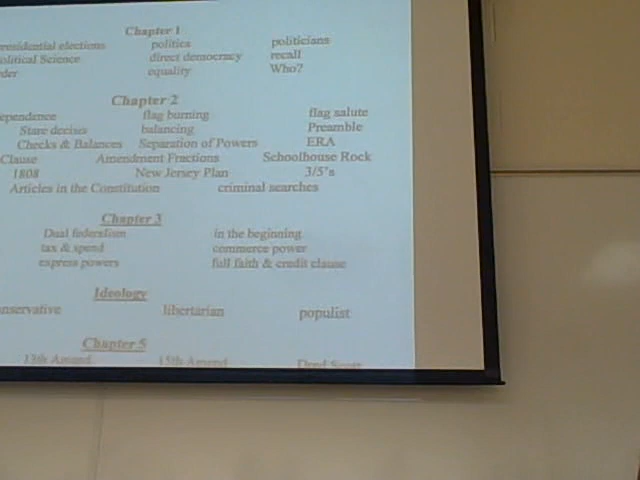 Chapter 1
residential elections politics politicians
olitical Science direct democracy recall
der equality Who?
Chapter 2
ependence flag burning flag salute
Stare decises balancing Preamble
Checks & Balances Separation of Powers ERA
Clause Amendment Fractions Schoolhouse Rock
1808 New Jersey Plan 3/5's
Articles in the Constitution criminal searches
Chapter 3
Dual federalism in the beginning
tax & spend commerce power
express powers full faith & credit clause
Ideology
nservative libertarian populist
Chapter 5
13th Amend. 15th Amend. Dred Scott